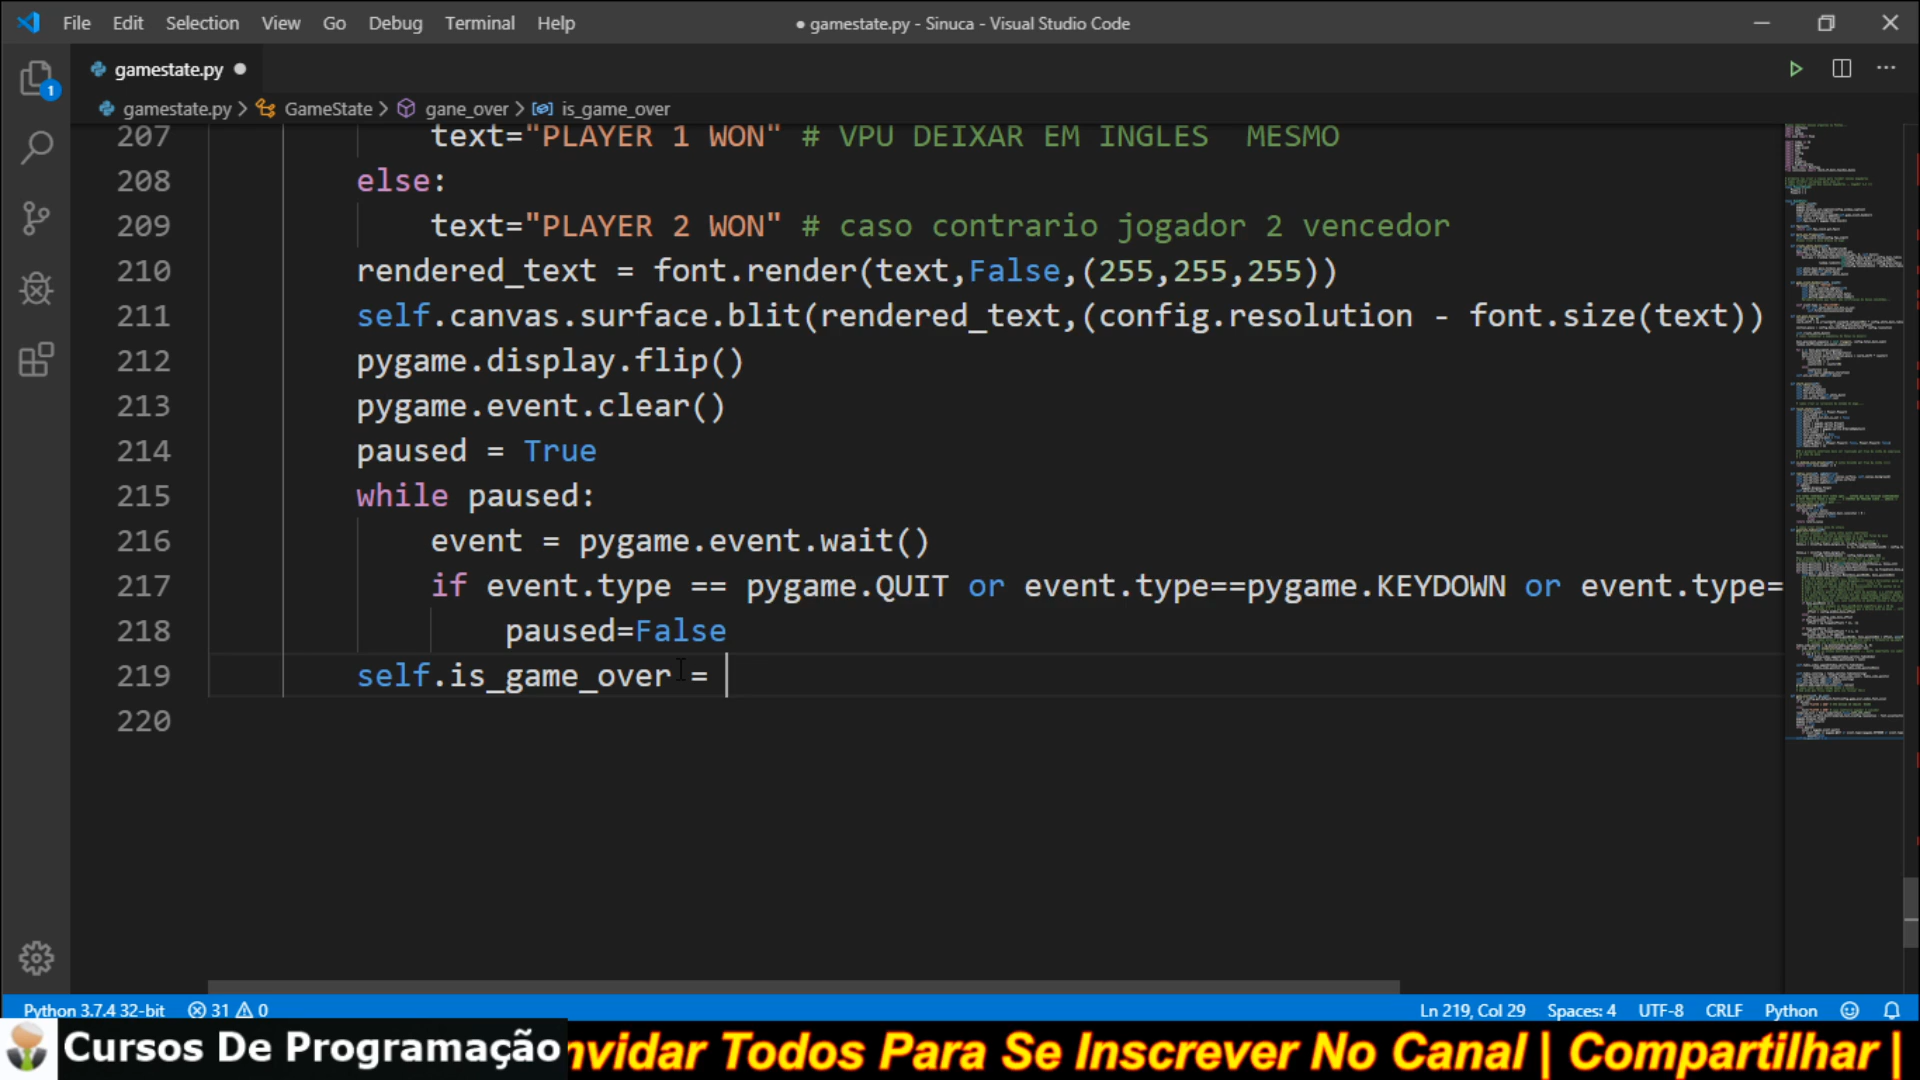 File Edit Selection View Go Debug Terminal Help
● gamestate.py - Sinuca - Visual Studio Code
gamestate.py ●
gamestate.py > GameState > gane_over > is_game_over
1
207 text="PLAYER 1 WON" # VPU DEIXAR EM INGLES  MESMO
208 else:
209 text="PLAYER 2 WON" # caso contrario jogador 2 vencedor
210 rendered_text = font.render(text,False,(255,255,255))
211 self.canvas.surface.blit(rendered_text,(config.resolution - font.size(text))
212 pygame.display.flip()
213 pygame.event.clear()
214 paused = True
215 while paused:
216 event = pygame.event.wait()
217 if event.type == pygame.QUIT or event.type==pygame.KEYDOWN or event.type=
218 paused=False
219 self.is_game_over =
220
Python 3.7.4 32-bit 31 0 Ln 219, Col 29 Spaces: 4 UTF-8 CRLF Python
Cursos De Programação nvidar Todos Para Se Inscrever No Canal | Compartilhar |